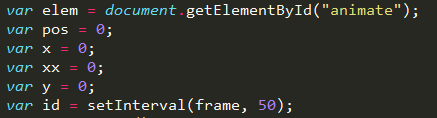 var elem = document.getElementById("animate");
var pos = 0;
var x = 0;
var xx = 0;
var y = 0;
var id = setInterval(frame, 50);